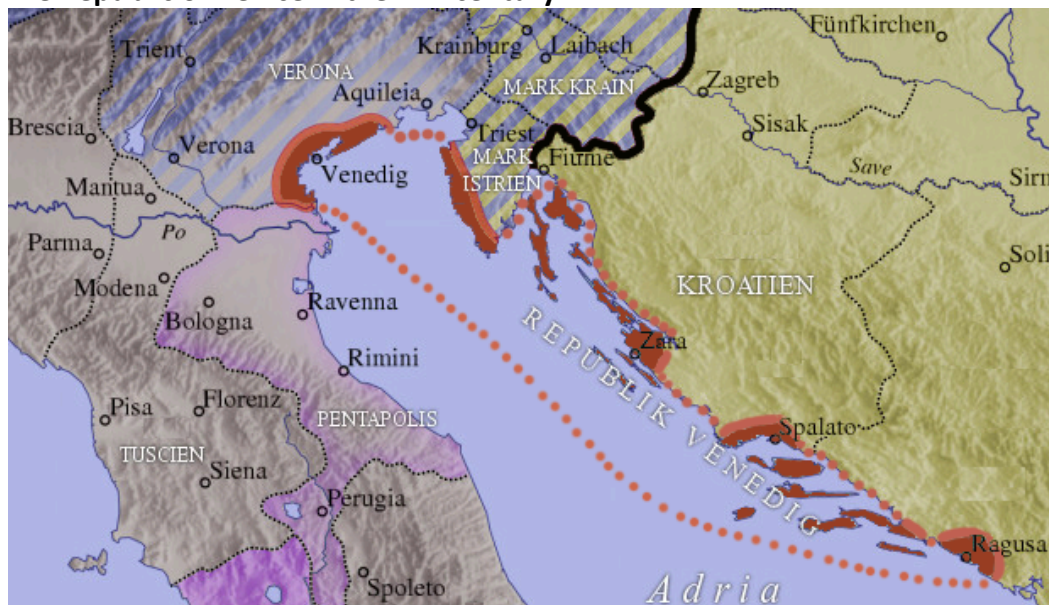 Fünfkirchen
Krainburg
Laibach
Trient
VERONA
MARK KRAIN
Zagreb
Aquileia
Brescia
Triest
Sisak
Verona
MARK
ISTRIEN
Fiume
Venedig
Save
Mantua
Sirm
Po
Parma
Soli
Modena
KROATIEN
Ravenna
Bologna
REPUBLIK VENEDIG
Zara
Rimini
Florenz
Pisa
PENTAPOLIS
Spalato
TUSCIEN
Siena
Perugia
Ragusa
Spoleto
Adria